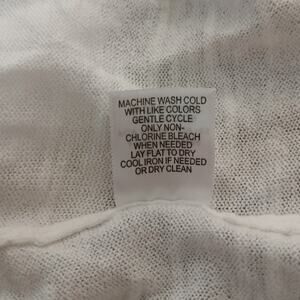 MACHINE WASH COLD
WITH LIKE COLORS
GENTLE CYCLE
ONLY NON-
CHLORINE BLEACH
WHEN NEEDED
LAY FLAT TO DRY
COOL IRON IF NEEDED
OR DRY CLEAN